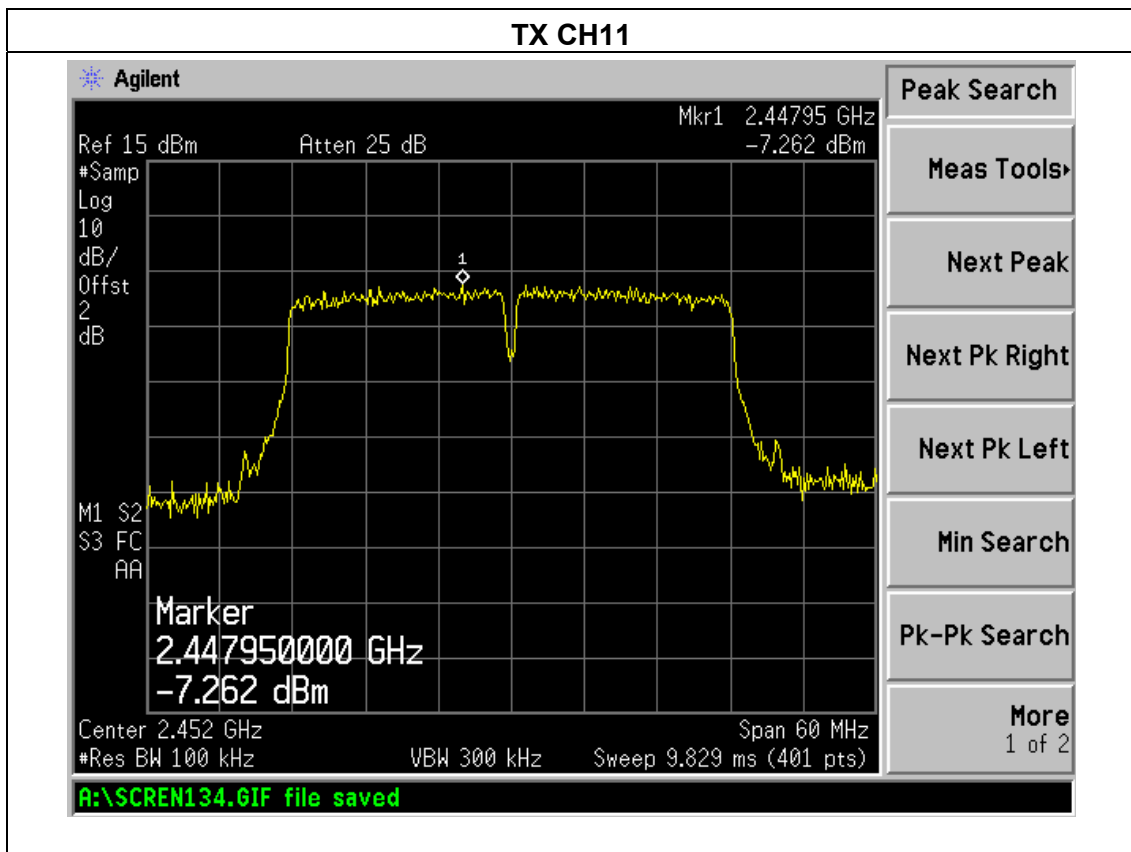 TX CH11
Agilent
Peak Search
Mkr1 2.44795 GHz
Ref 15 dBm Atten 25 dB -7.262 dBm
#Samp
Log
10
dB/
Offst
2
dB
1
M1 S2
S3 FC
AA
Marker
2.447950000 GHz
-7.262 dBm
Center 2.452 GHz Span 60 MHz
#Res BW 100 kHz VBW 300 kHz Sweep 9.829 ms (401 pts)
A:\SCREN134.GIF file saved
Meas Tools
Next Peak
Next Pk Right
Next Pk Left
Min Search
Pk-Pk Search
More
1 of 2